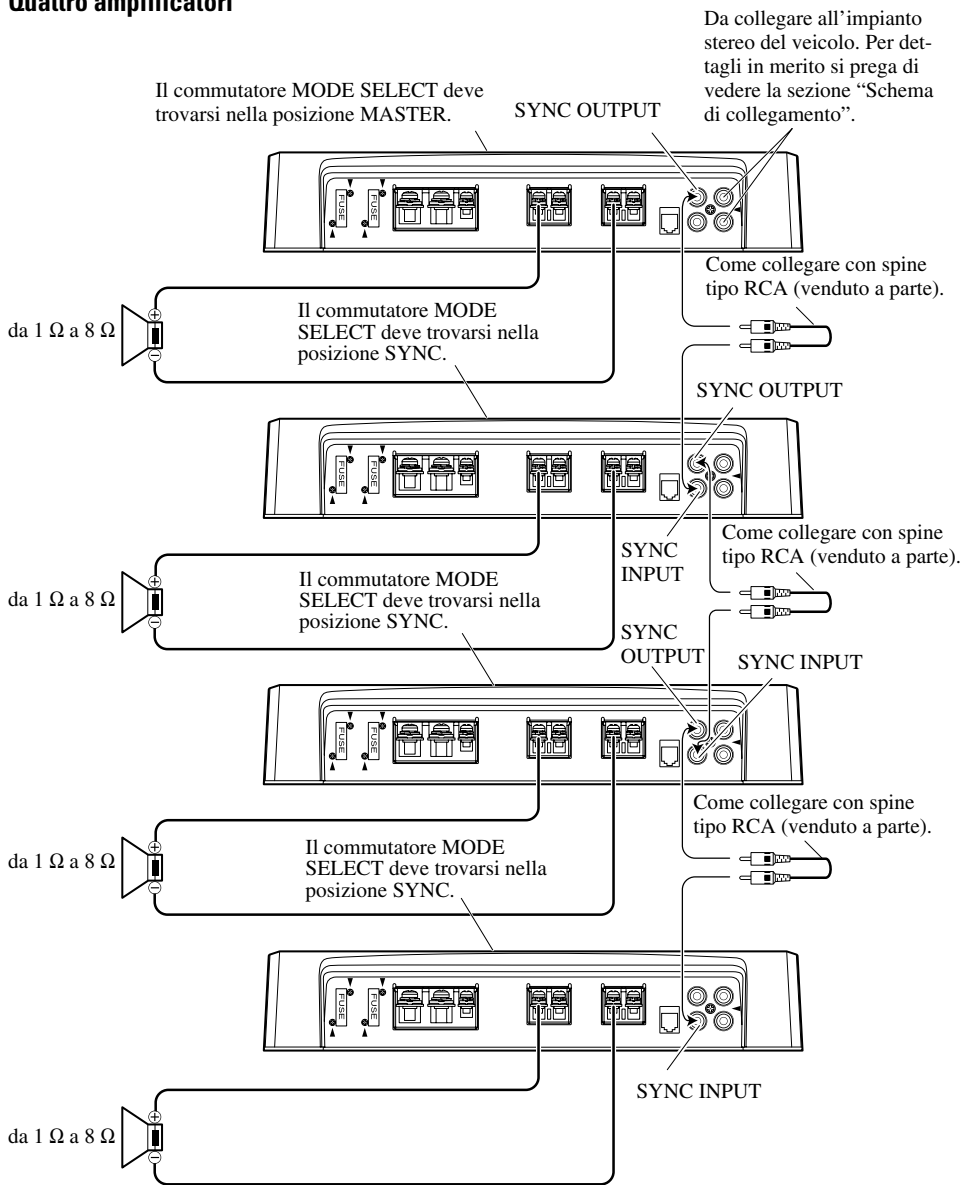 Quattro amplificatori
Da collegare all’impianto
stereo del veicolo. Per det-
tagli in merito si prega di
vedere la sezione “Schema
di collegamento”.
Il commutatore MODE SELECT deve
trovarsi nella posizione MASTER.
SYNC OUTPUT
FUSE
FUSE
Come collegare con spine
tipo RCA (venduto a parte).
da 1 Ω a 8 Ω
+
−
Il commutatore MODE
SELECT deve trovarsi nella
posizione SYNC.
SYNC OUTPUT
FUSE
FUSE
SYNC
INPUT
Come collegare con spine
tipo RCA (venduto a parte).
da 1 Ω a 8 Ω
+
−
Il commutatore MODE
SELECT deve trovarsi nella
posizione SYNC.
SYNC
OUTPUT
SYNC INPUT
FUSE
FUSE
Come collegare con spine
tipo RCA (venduto a parte).
da 1 Ω a 8 Ω
+
−
Il commutatore MODE
SELECT deve trovarsi nella
posizione SYNC.
FUSE
FUSE
SYNC INPUT
da 1 Ω a 8 Ω
+
−